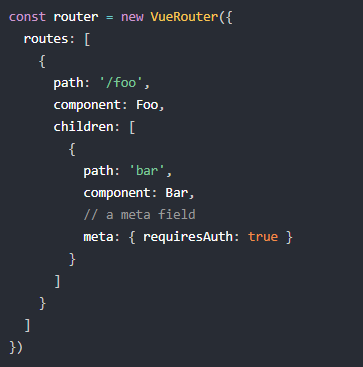 const router = new VueRouter({
  routes: [
    {
      path: '/foo',
      component: Foo,
      children: [
        {
          path: 'bar',
          component: Bar,
          // a meta field
          meta: { requiresAuth: true }
        }
      ]
    }
  ]
})